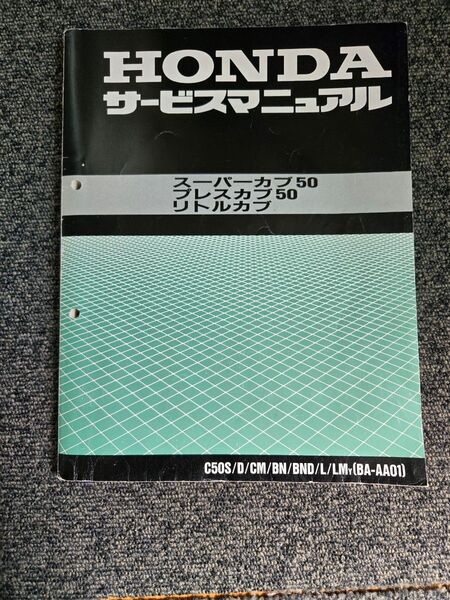 HONDA
サービスマニュアル
スーパーカブ50
プレスカブ50
リトルカブ
C50S/D/CM/BN/BND/L/LMY(BA-AA01)